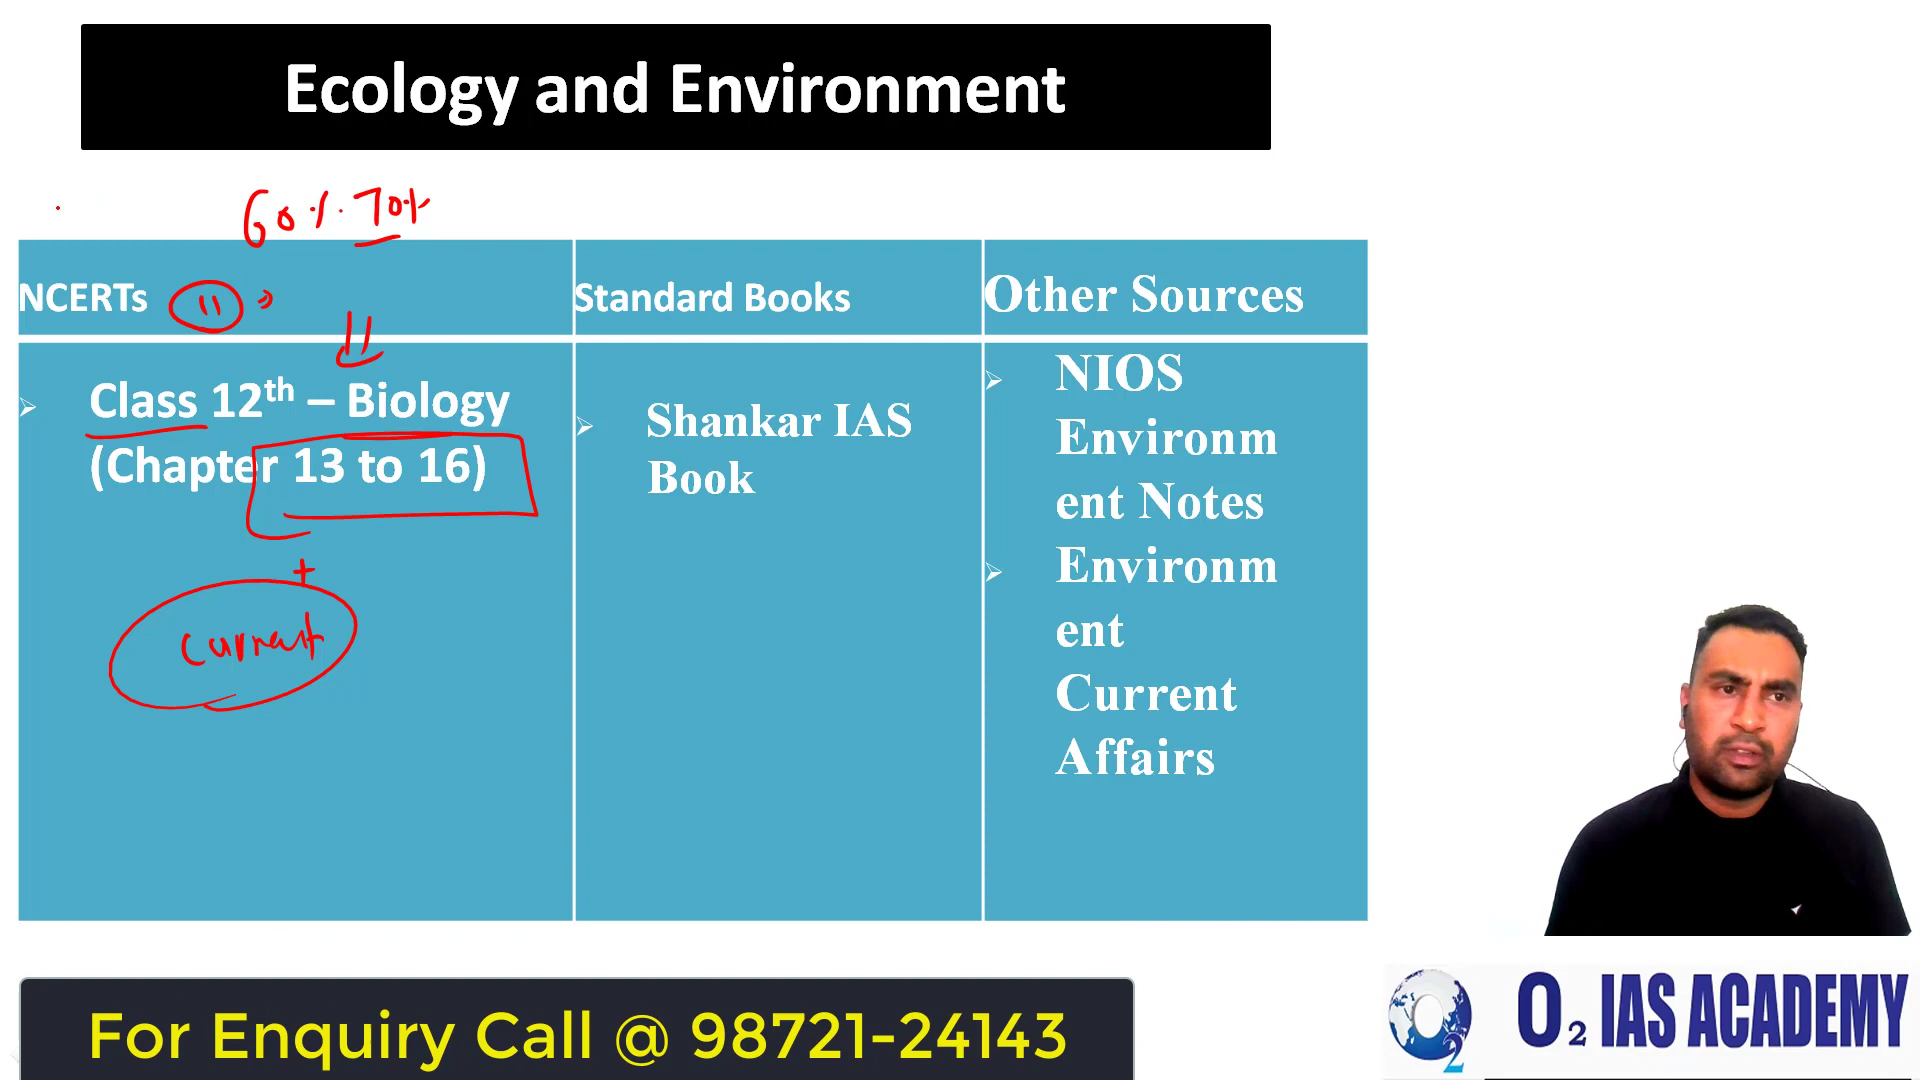 Ecology and Environment
60%. 70%
NCERTs
Standard Books
Other Sources
Class 12th – Biology
(Chapter 13 to 16)
+
Current
Shankar IAS
Book
NIOS
Environm
ent Notes
Environm
ent
Current
Affairs
For Enquiry Call @ 98721-24143
O2
O2 IAS ACADEMY